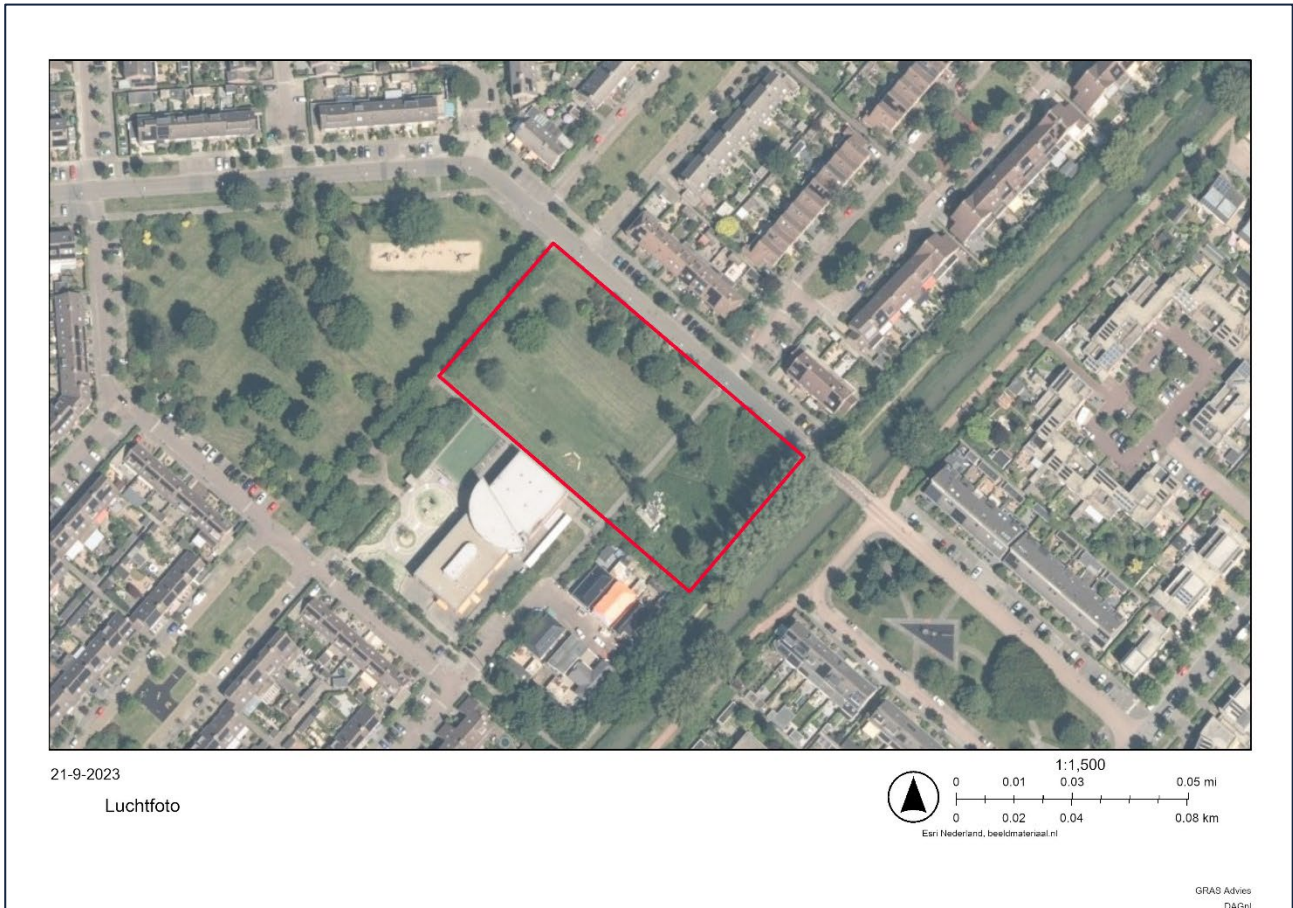 21-9-2023
Luchtfoto
1:1,500
0 0.01 0.03 0.05 mi
0 0.02 0.04 0.08 km
Esri Nederland, beeldmateriaal.nl
GRAS Advies
DAGnl